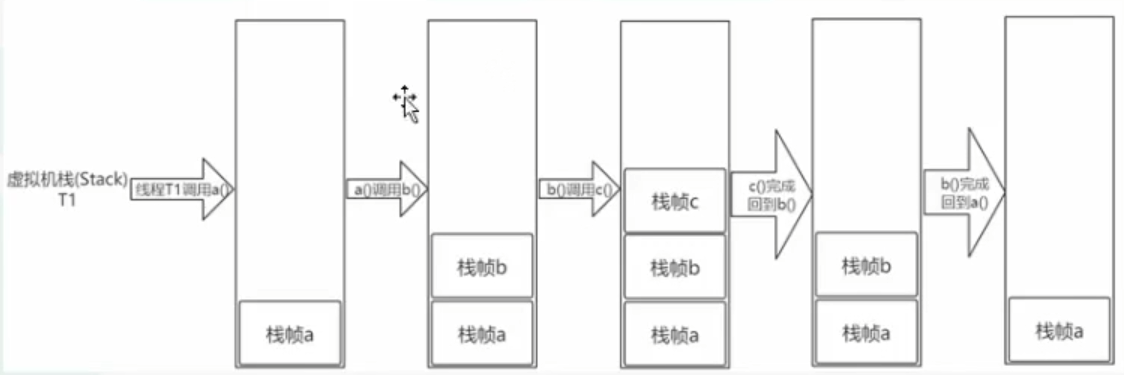 虚拟机栈(Stack)
T1
线程T1调用a()
栈帧a
a()调用b()
栈帧b
栈帧a
b()调用c()
栈帧c
栈帧b
栈帧a
c()完成
回到b()
栈帧b
栈帧a
b()完成
回到a()
栈帧a